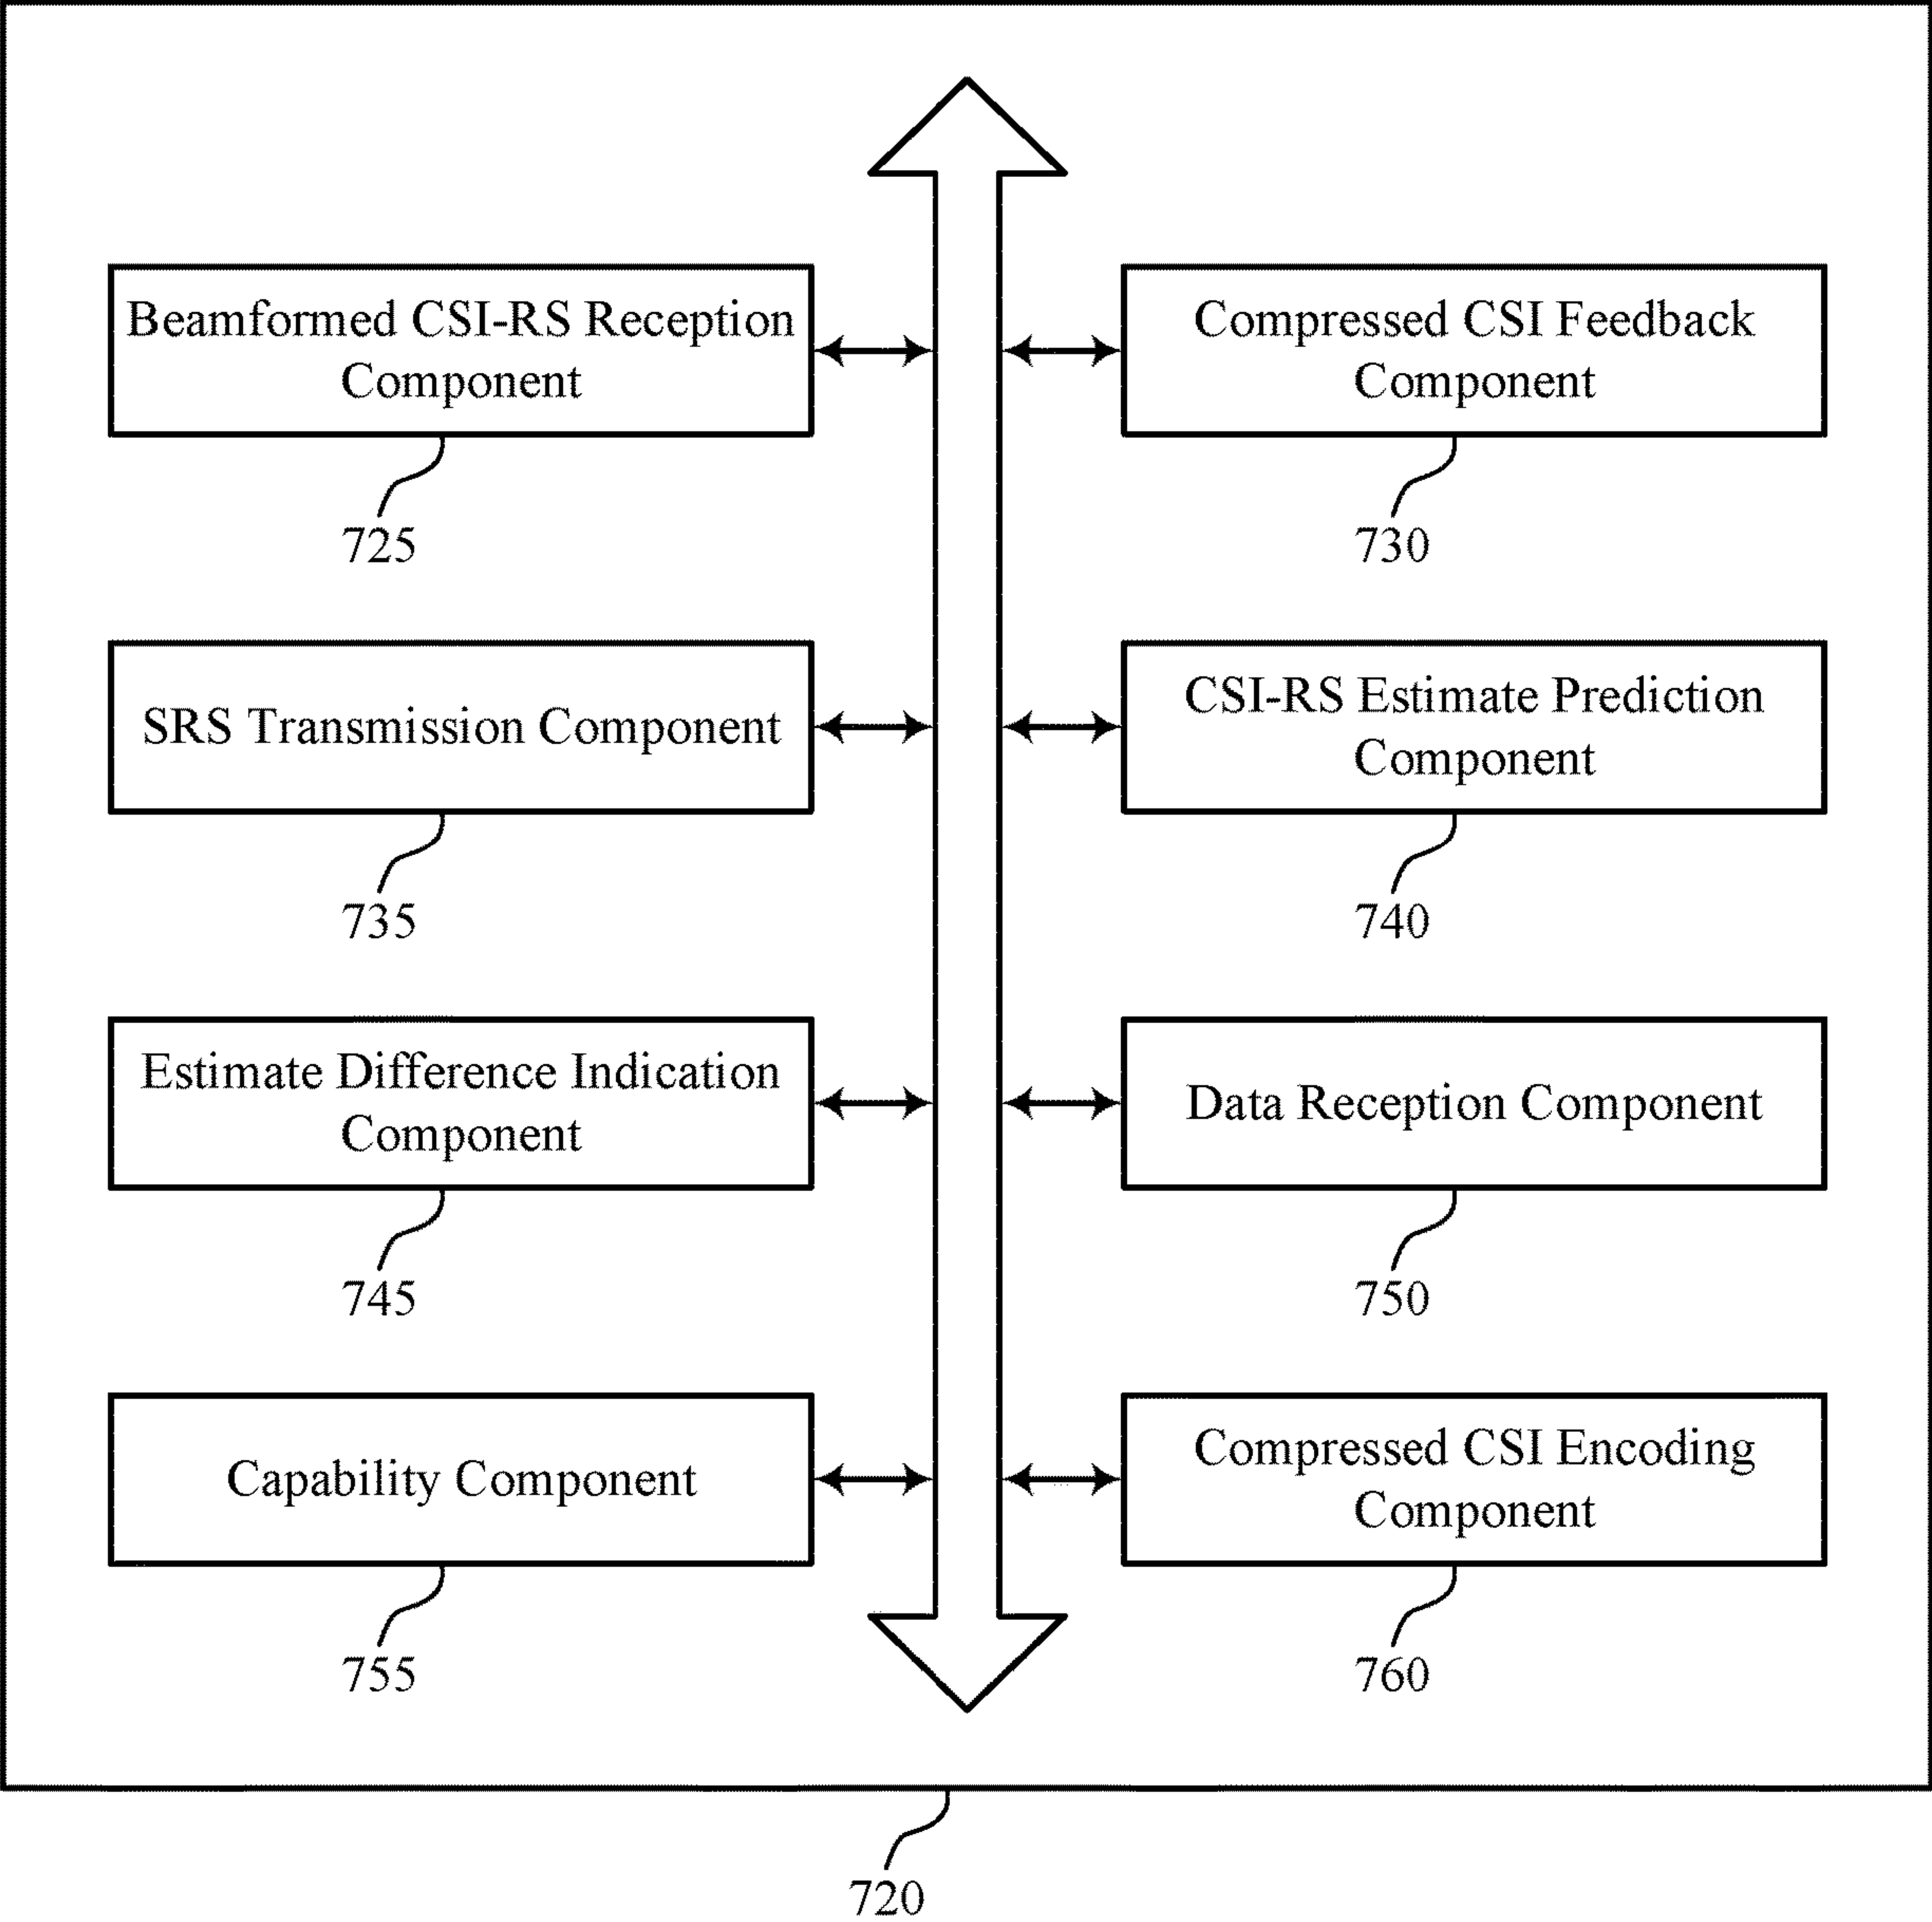 Beamformed CSI-RS Reception
Component
725
Compressed CSI Feedback
Component
730
SRS Transmission Component
735
CSI-RS Estimate Prediction
Component
740
Estimate Difference Indication
Component
745
Data Reception Component
750
Capability Component
755
Compressed CSI Encoding
Component
760
720